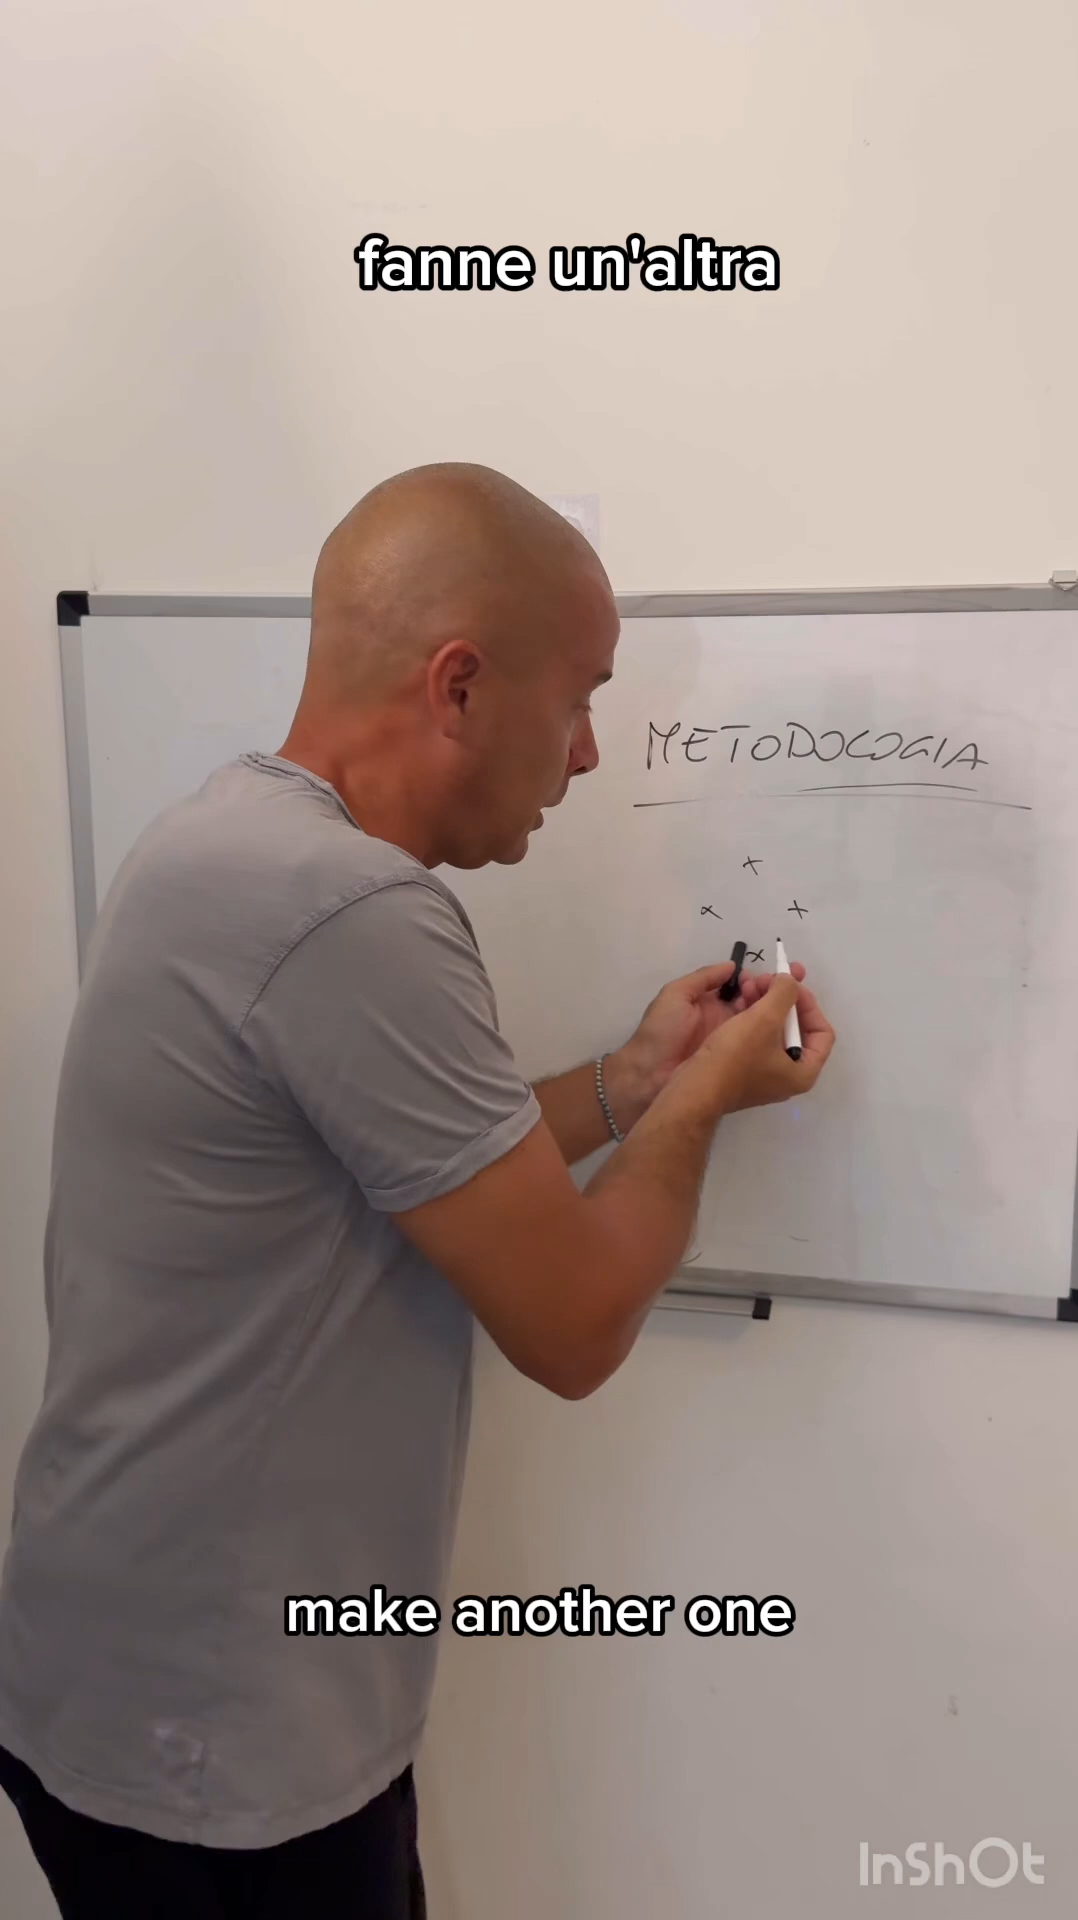 fanne un'altra
METODOLOGIA
x
x x
x
make another one
InShOt